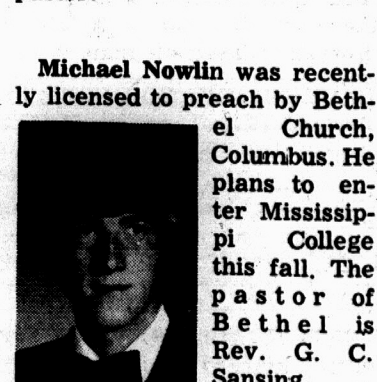 Michael Nowlin was recent-
ly licensed to preach by Beth-
el Church,
Columbus. He
plans to en-
ter Mississip-
pi College
this fall. The
pastor of
Bethel is
Rev. G. C.
Sansing